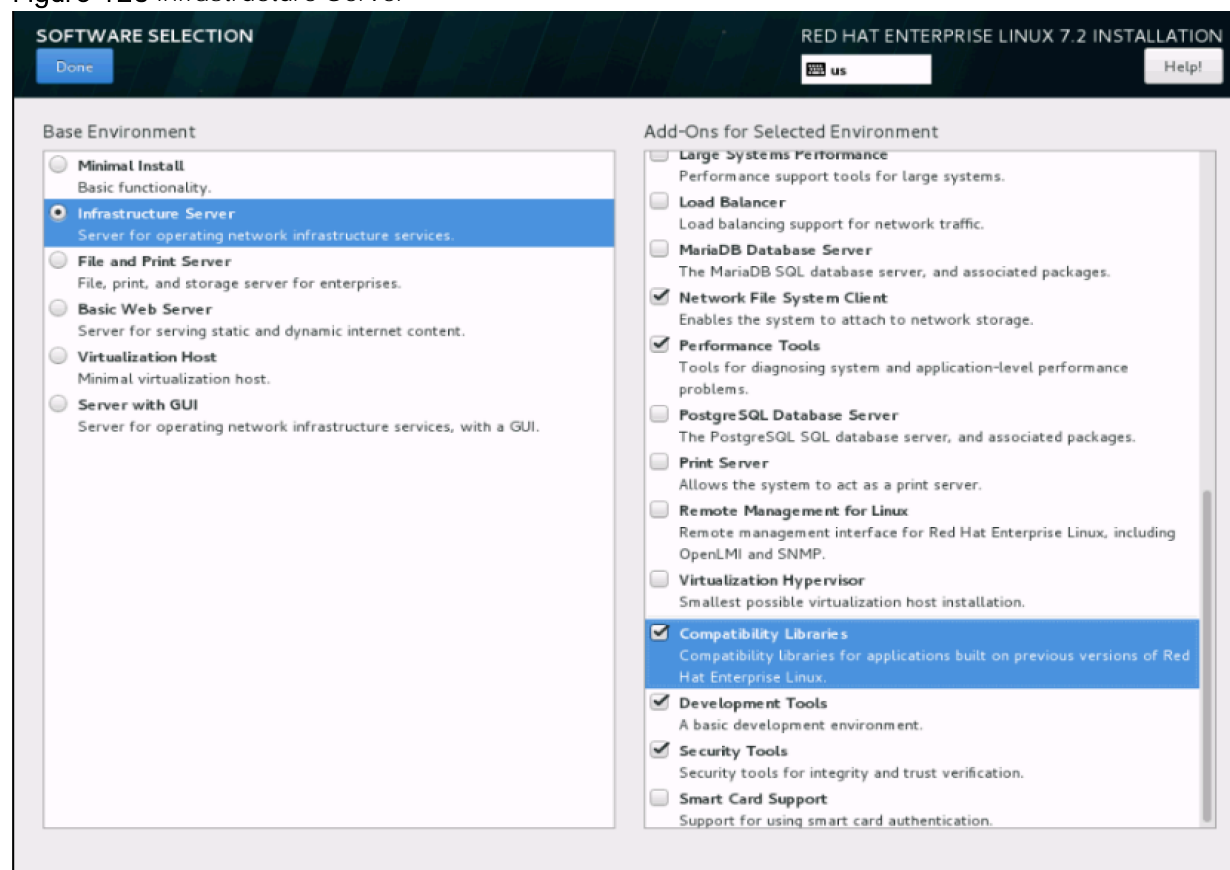 SOFTWARE SELECTION
Done
RED HAT ENTERPRISE LINUX 7.2 INSTALLATION
us
Help!
Base Environment
Minimal Install
Basic functionality.
Infrastructure Server
Server for operating network infrastructure services.
File and Print Server
File, print, and storage server for enterprises.
Basic Web Server
Server for serving static and dynamic internet content.
Virtualization Host
Minimal virtualization host.
Server with GUI
Server for operating network infrastructure services, with a GUI.
Add-Ons for Selected Environment
Large Systems Performance
Performance support tools for large systems.
Load Balancer
Load balancing support for network traffic.
MariaDB Database Server
The MariaDB SQL database server, and associated packages.
Network File System Client
Enables the system to attach to network storage.
Performance Tools
Tools for diagnosing system and application-level performance
problems.
PostgreSQL Database Server
The PostgreSQL SQL database server, and associated packages.
Print Server
Allows the system to act as a print server.
Remote Management for Linux
Remote management interface for Red Hat Enterprise Linux, including
OpenLMI and SNMP.
Virtualization Hypervisor
Smallest possible virtualization host installation.
Compatibility Libraries
Compatibility libraries for applications built on previous versions of Red
Hat Enterprise Linux.
Development Tools
A basic development environment.
Security Tools
Security tools for integrity and trust verification.
Smart Card Support
Support for using smart card authentication.